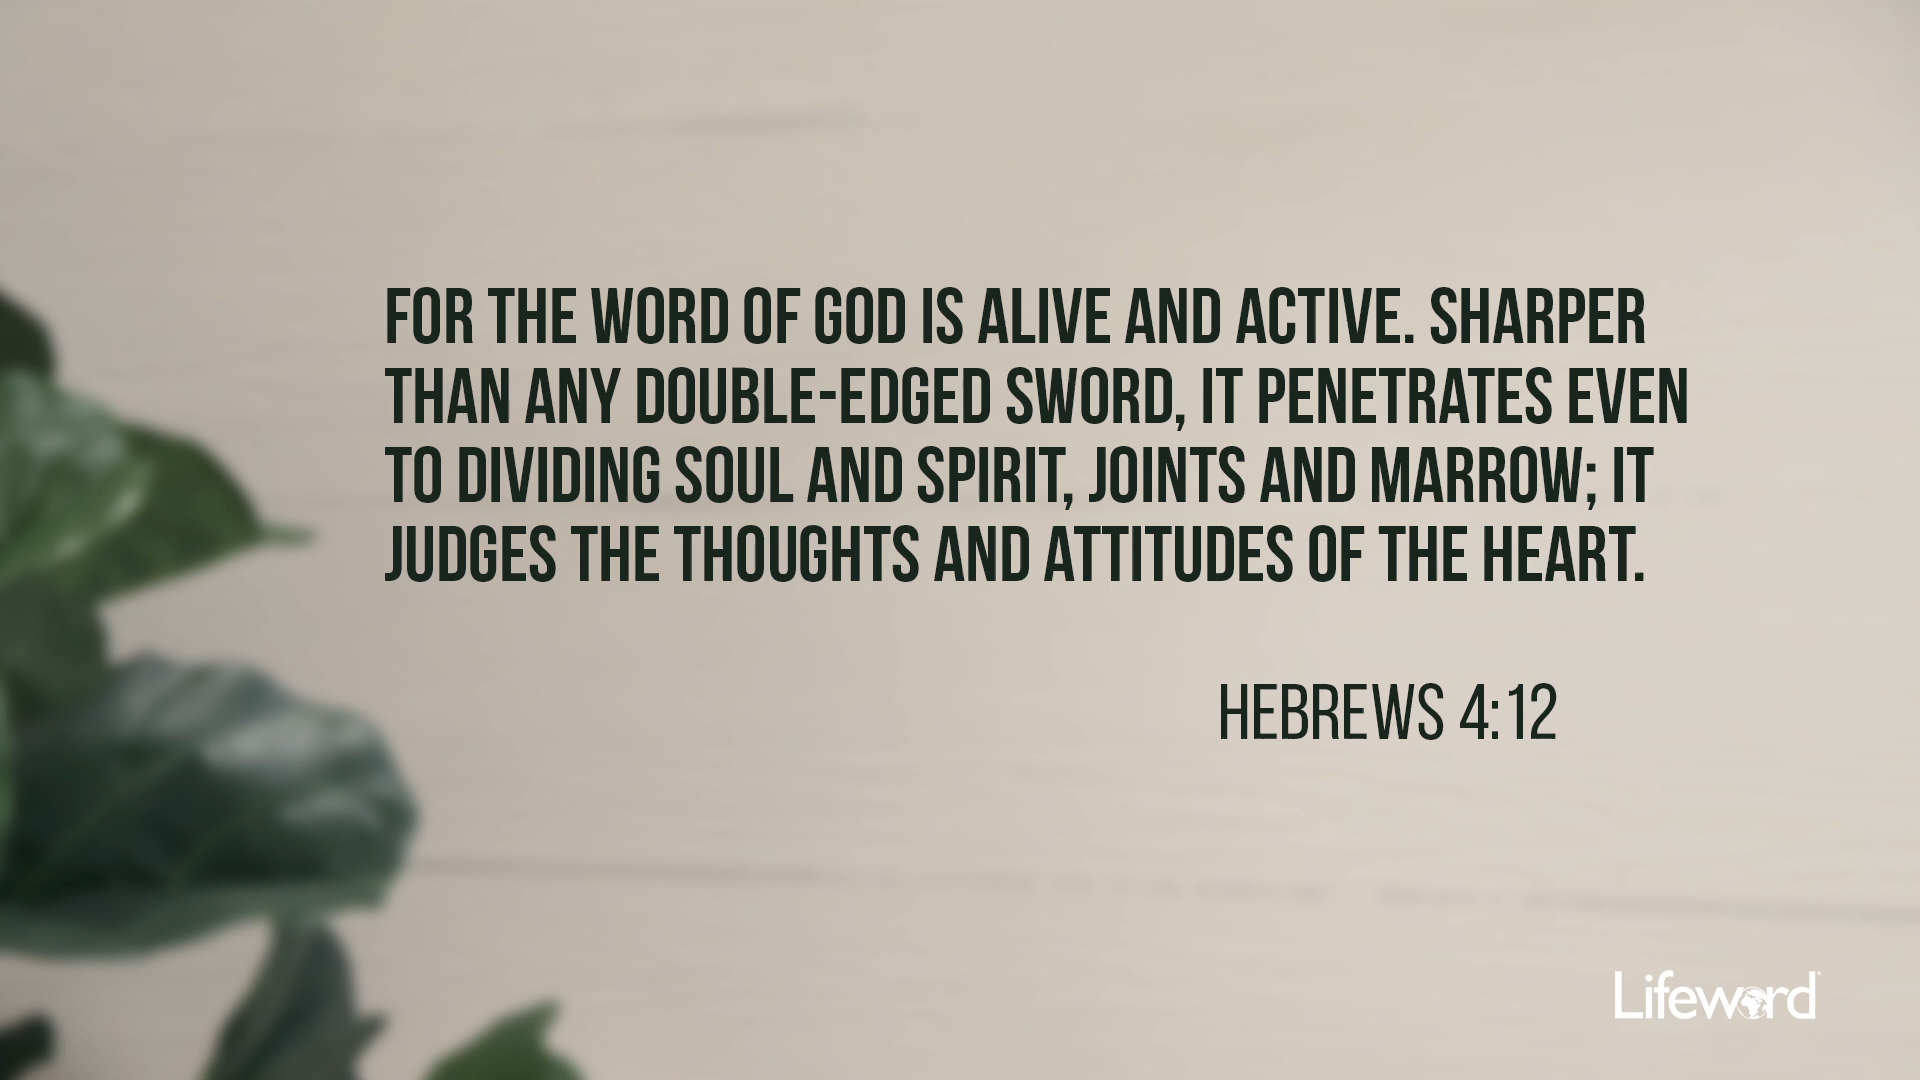 FOR THE WORD OF GOD IS ALIVE AND ACTIVE. SHARPER
THAN ANY DOUBLE-EDGED SWORD, IT PENETRATES EVEN
TO DIVIDING SOUL AND SPIRIT, JOINTS AND MARROW; IT
JUDGES THE THOUGHTS AND ATTITUDES OF THE HEART.
HEBREWS 4:12
Lifeword